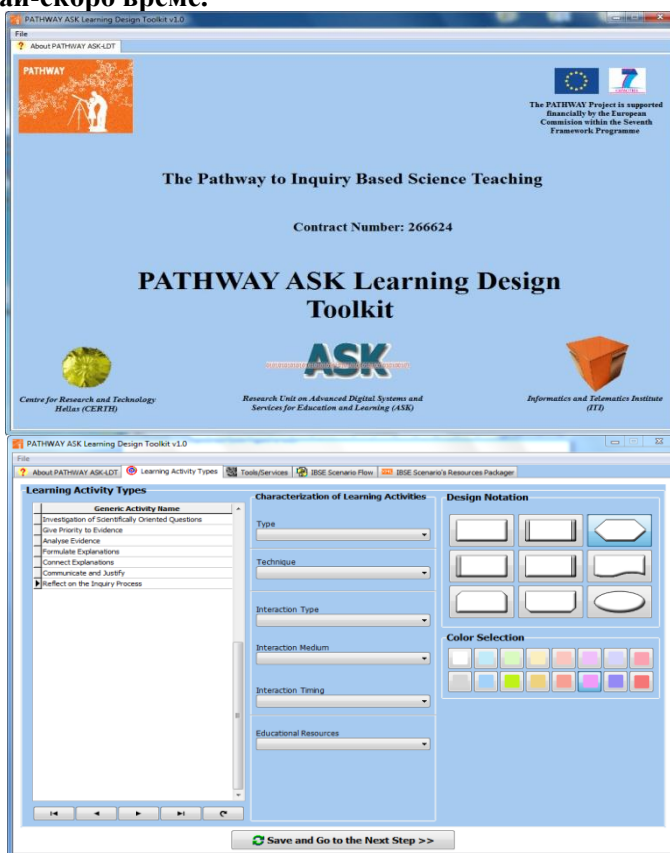 ай-скоро време.
PATHWAY ASK Learning Design Toolkit v1.0
File
? About PATHWAY ASK-LDT
PATHWAY
The PATHWAY Project is supported
financially by the European
Commision within the Seventh
Framework Programme
The Pathway to Inquiry Based Science Teaching
Contract Number: 266624
PATHWAY ASK Learning Design
Toolkit
ASK
Centre for Research and Technology
Hellas (CERTH)
Research Unit on Advanced Digital Systems and
Services for Education and Learning (ASK)
Informatics and Telematics Institute
(ITI)
PATHWAY ASK Learning Design Toolkit v1.0
File
? About PATHWAY ASK-LDT Learning Activity Types Tools/Services IBSE Scenario Flow IBSE Scenario's Resources Packager
Learning Activity Types
Generic Activity Name
Investigation of Scientifically Oriented Questions
Give Priority to Evidence
Analyse Evidence
Formulate Explanations
Connect Explanations
Communicate and Justify
Reflect on the Inquiry Process
Characterization of Learning Activities
Type
Technique
Interaction Type
Interaction Medium
Interaction Timing
Educational Resources
Design Notation
Color Selection
Save and Go to the Next Step >>